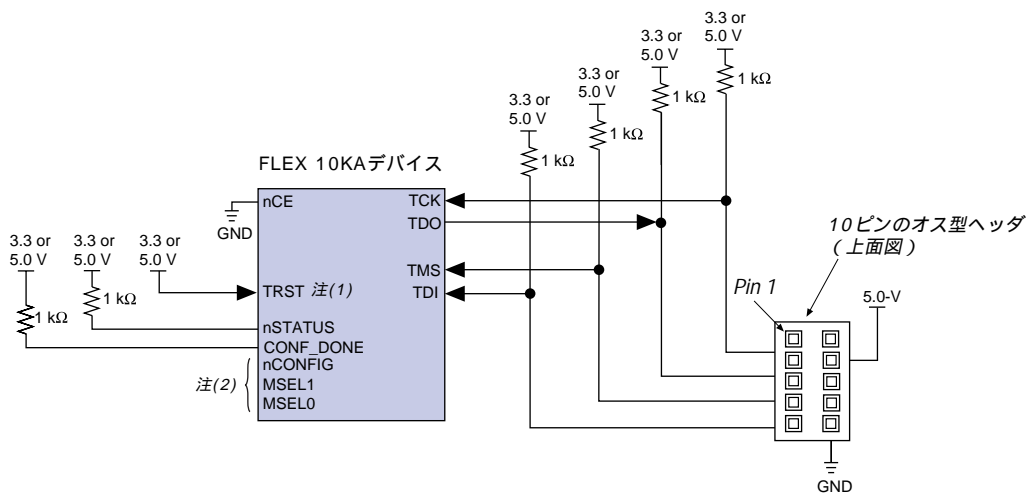 3.3 or
5.0 V
1 kΩ
3.3 or
5.0 V
1 kΩ
3.3 or
5.0 V
1 kΩ
3.3 or
5.0 V
1 kΩ
FLEX 10KAデバイス
nCE
GND
TCK
TDO
TMS
TDI
3.3 or
5.0 V
1 kΩ
3.3 or
5.0 V
1 kΩ
3.3 or
5.0 V
TRST 注(1)
nSTATUS
CONF_DONE
nCONFIG
注(2)
MSEL1
MSEL0
10ピンのオス型ヘッダ
(上面図)
Pin 1
5.0-V
GND